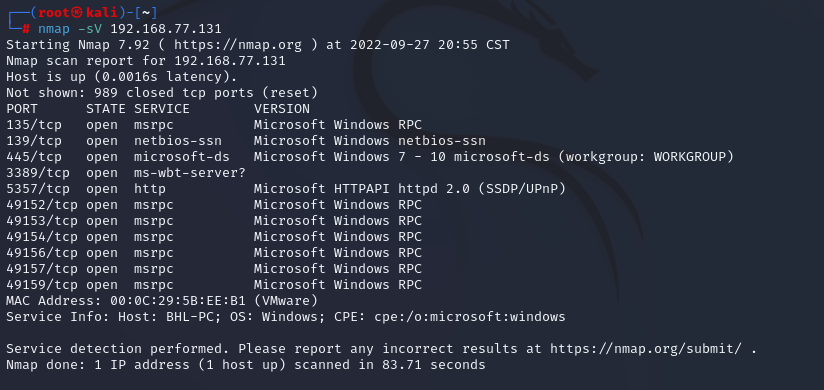 ┌──(root㉿kali)-[~]
└─# nmap -sV 192.168.77.131
Starting Nmap 7.92 ( https://nmap.org ) at 2022-09-27 20:55 CST
Nmap scan report for 192.168.77.131
Host is up (0.0016s latency).
Not shown: 989 closed tcp ports (reset)
PORT      STATE SERVICE        VERSION
135/tcp   open  msrpc          Microsoft Windows RPC
139/tcp   open  netbios-ssn    Microsoft Windows netbios-ssn
445/tcp   open  microsoft-ds   Microsoft Windows 7 - 10 microsoft-ds (workgroup: WORKGROUP)
3389/tcp  open  ms-wbt-server?
5357/tcp  open  http           Microsoft HTTPAPI httpd 2.0 (SSDP/UPnP)
49152/tcp open  msrpc          Microsoft Windows RPC
49153/tcp open  msrpc          Microsoft Windows RPC
49154/tcp open  msrpc          Microsoft Windows RPC
49156/tcp open  msrpc          Microsoft Windows RPC
49157/tcp open  msrpc          Microsoft Windows RPC
49159/tcp open  msrpc          Microsoft Windows RPC
MAC Address: 00:0C:29:5B:EE:B1 (VMware)
Service Info: Host: BHL-PC; OS: Windows; CPE: cpe:/o:microsoft:windows

Service detection performed. Please report any incorrect results at https://nmap.org/submit/ .
Nmap done: 1 IP address (1 host up) scanned in 83.71 seconds